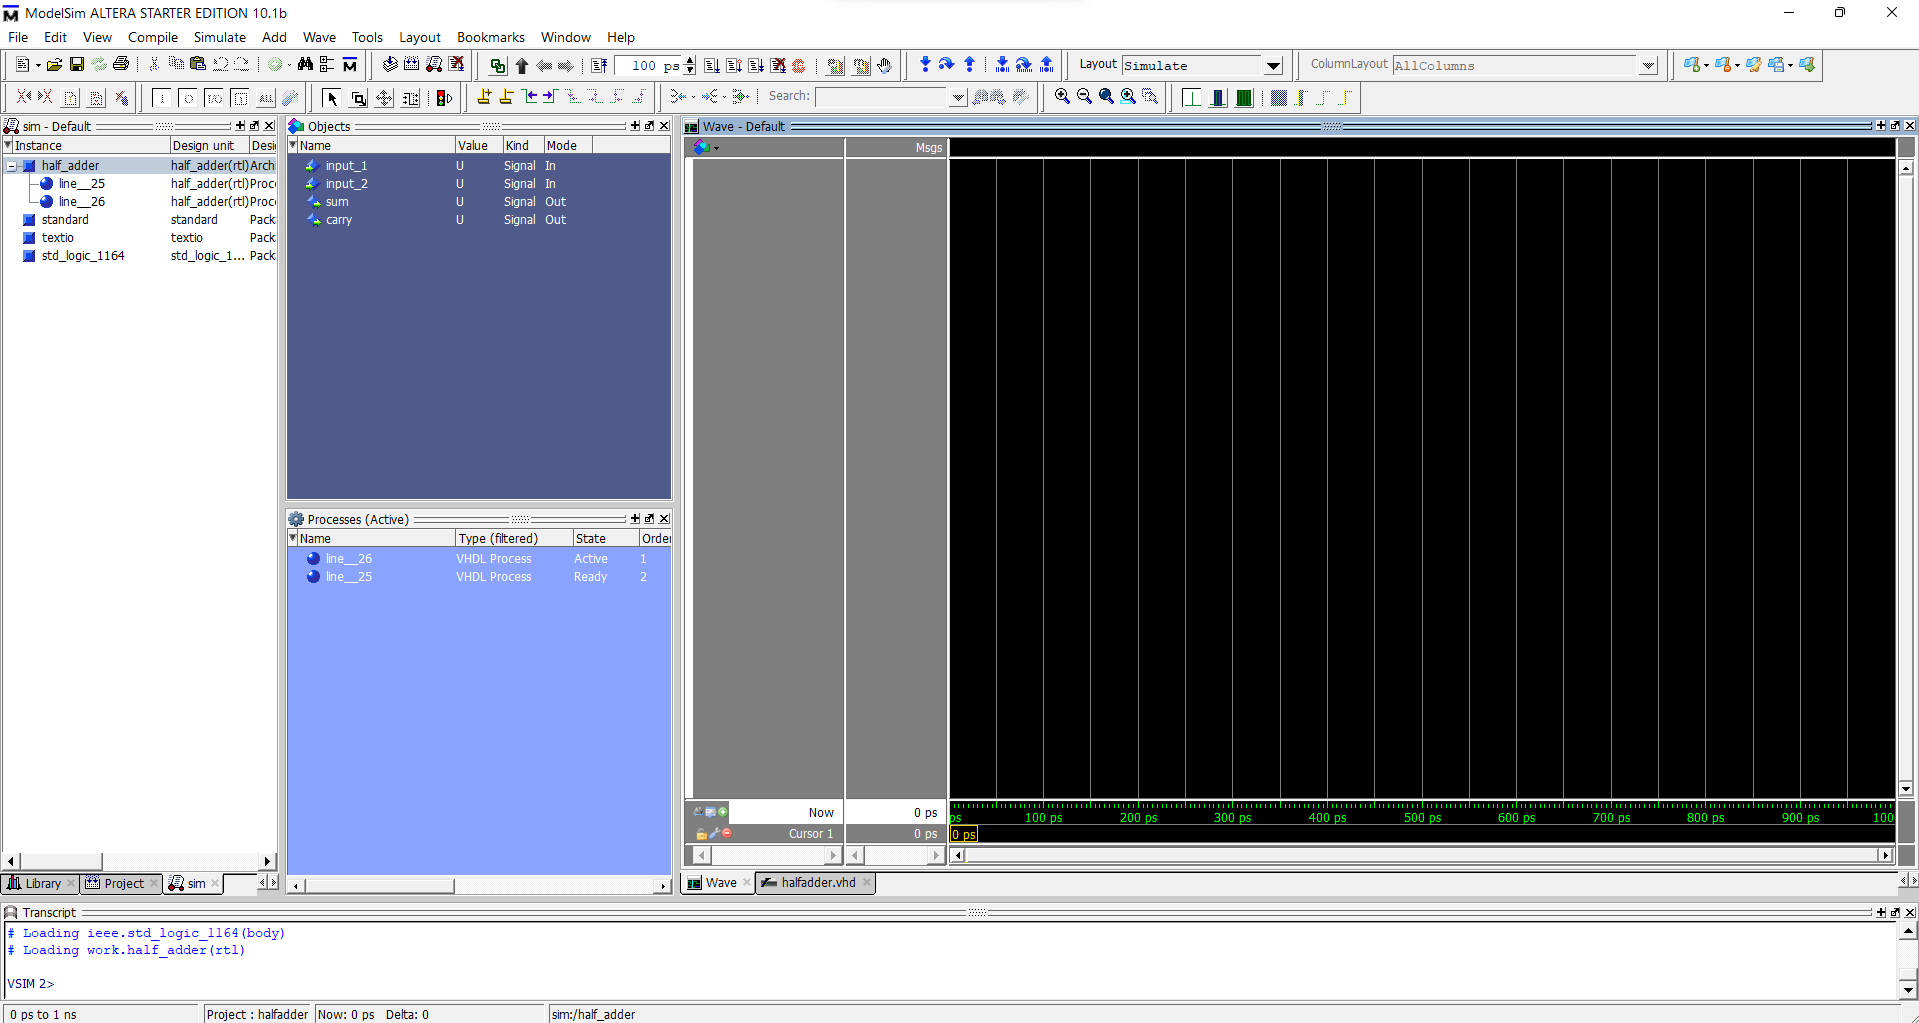 ModelSim ALTERA STARTER EDITION 10.1b
File Edit View Compile Simulate Add Wave Tools Layout Bookmarks Window Help
100 ps
Layout Simulate
ColumnLayout AllColumns
Search:
sim - Default
Instance Design unit Desi
half_adder half_adder(rtl) Archi
line__25 half_adder(rtl) Proc
line__26 half_adder(rtl) Proc
standard standard Pack
textio textio Pack
std_logic_1164 std_logic_1... Pack
Library Project sim
Objects
Name Value Kind Mode
input_1 U Signal In
input_2 U Signal In
sum U Signal Out
carry U Signal Out
Processes (Active)
Name Type (filtered) State Order
line__26 VHDL Process Active 1
line__25 VHDL Process Ready 2
Wave - Default
Msgs
Now 0 ps
Cursor 1 0 ps
ps 100 ps 200 ps 300 ps 400 ps 500 ps 600 ps 700 ps 800 ps 900 ps 100
0 ps
Wave halfadder.vhd
Transcript
# Loading ieee.std_logic_1164(body)
# Loading work.half_adder(rtl)
VSIM 2>
0 ps to 1 ns Project : halfadder Now: 0 ps Delta: 0 sim:/half_adder